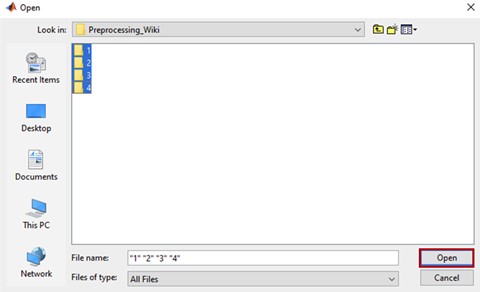 Open
Look in: Preprocessing_Wiki
1
2
3
4
Recent Items
Desktop
Documents
This PC
Network
File name: "1" "2" "3" "4" Open
Files of type: All Files Cancel